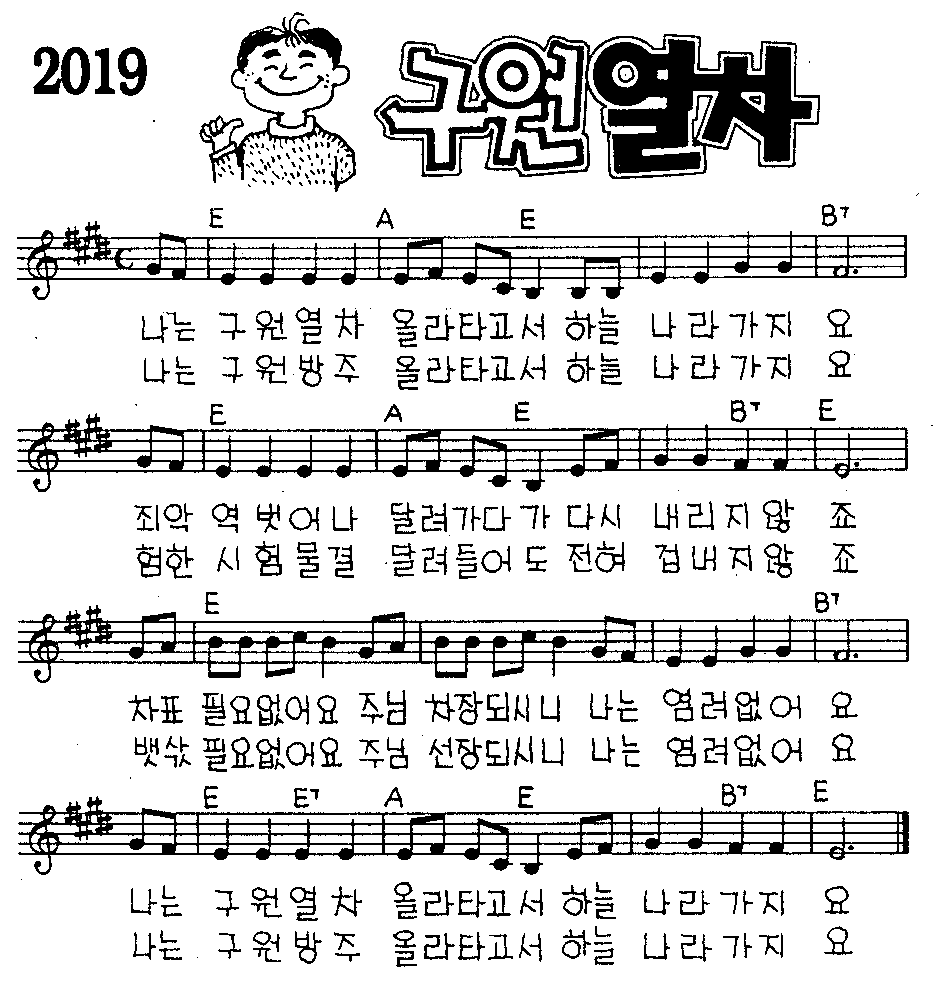 2019
구원열차
E A E B7
나는 구원열차 올라타고서 하늘 나라가지 요
나는 구원방주 올라타고서 하늘 나라가지 요
E A E B7 E
죄악 역 벗어나 달려가다가 다시 내리지않 죠
험한 시험물결 달려들어도 전혀 겁내지않 죠
E B7
차표 필요없어요 주님 차장되시니 나는 염려없어 요
뱃삯 필요없어요 주님 선장되시니 나는 염려없어 요
E E7 A E B7 E
나는 구원열차 올라타고서 하늘 나라가지 요
나는 구원방주 올라타고서 하늘 나라가지 요